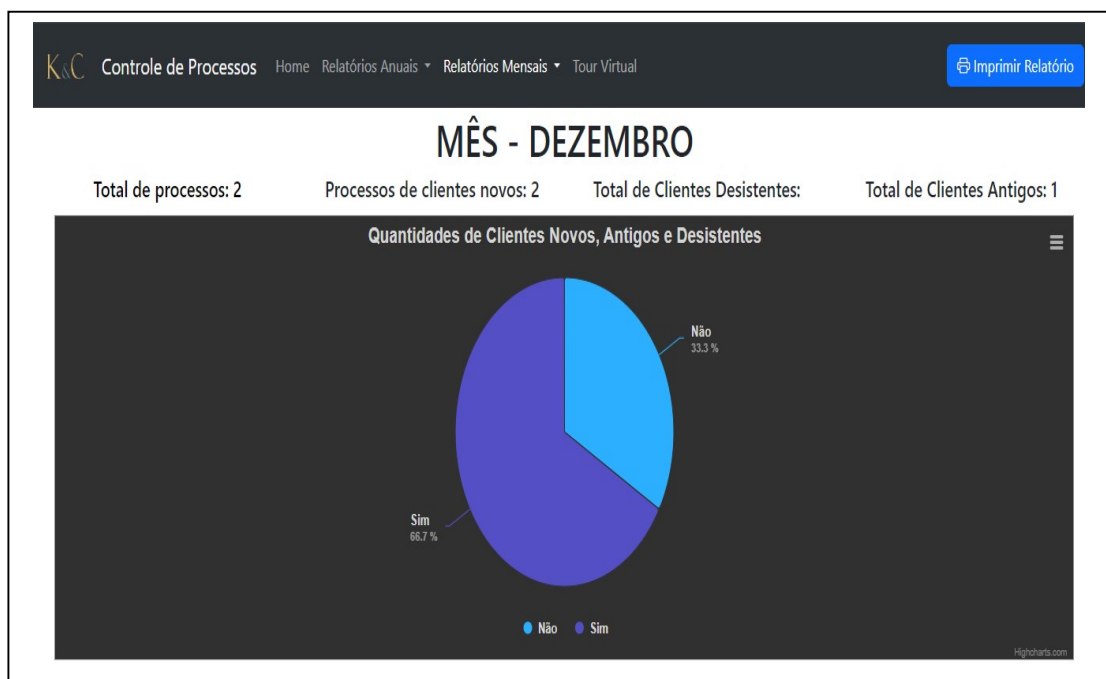 K&C Controle de Processos Home Relatórios Anuais Relatórios Mensais Tour Virtual Imprimir Relatório
MÊS - DEZEMBRO
Total de processos: 2 Processos de clientes novos: 2 Total de Clientes Desistentes: Total de Clientes Antigos: 1
Quantidades de Clientes Novos, Antigos e Desistentes
Não
33.3 %
Sim
66.7 %
Não Sim
Highcharts.com